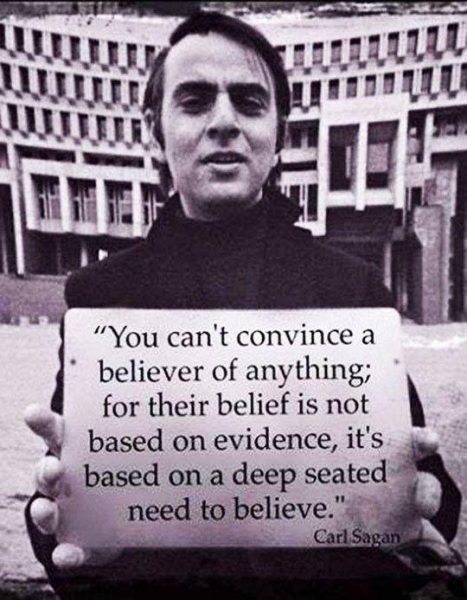 “You can't convince a
believer of anything;
for their belief is not
based on evidence, it's
based on a deep seated
need to believe."
Carl Sagan